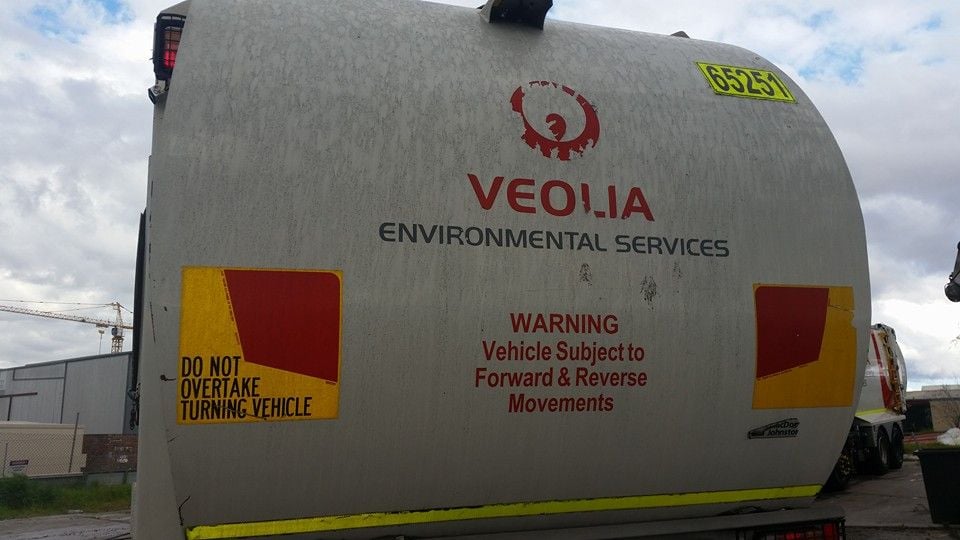 65251
VEOLIA
ENVIRONMENTAL SERVICES
WARNING
Vehicle Subject to
Forward & Reverse
Movements
DO NOT
OVERTAKE
TURNING VEHICLE
Johnston